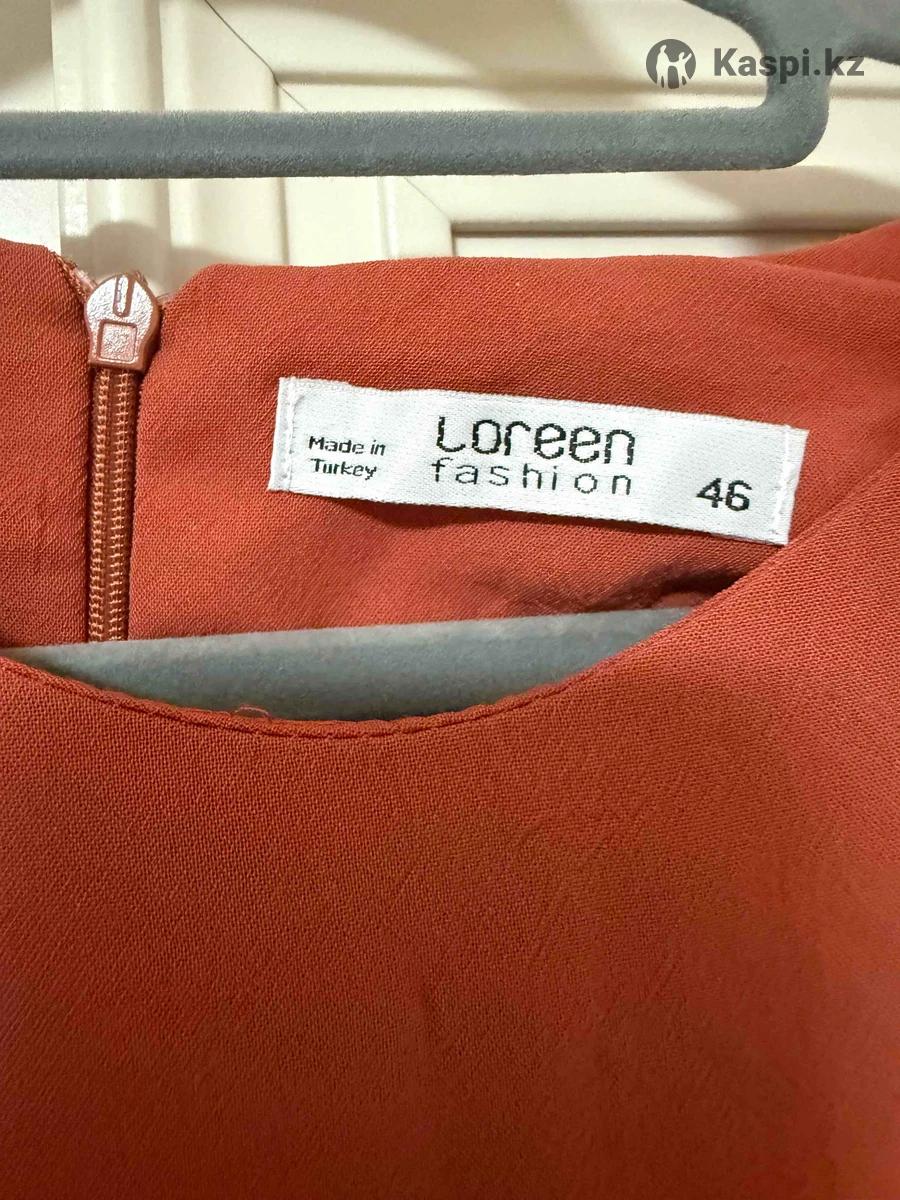 Kaspi.kz
Made in
Turkey
Loreen
fashion
46